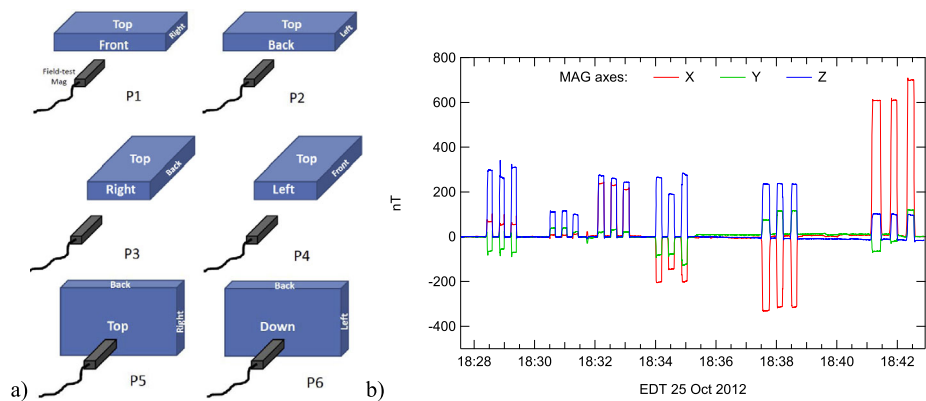 Top
Right
Front
Field-test
Mag
P1
Top
Left
Back
P2
Top
Back
Right
P3
Top
Front
Left
P4
Back
Top
Right
P5
Back
Down
Left
P6
a)
b)
800
600
400
200
0
-200
-400
nT
MAG axes: X Y Z
18:28 18:30 18:32 18:34 18:36 18:38 18:40 18:42
EDT 25 Oct 2012